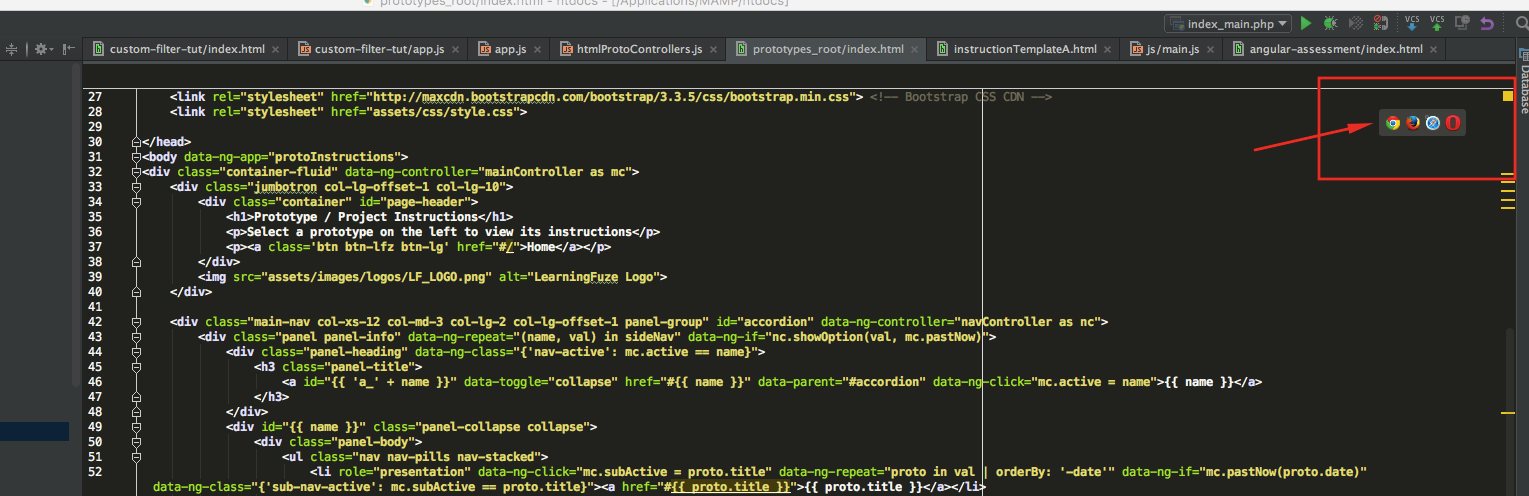 prototypes_root/index.html - htdocs - [/Applications/MAMP/htdocs]
index_main.php
VCS VCS
custom-filter-tut/index.html custom-filter-tut/app.js app.js htmlProtoControllers.js prototypes_root/index.html instructionTemplateA.html js/main.js angular-assessment/index.html
Database
27 <link rel="stylesheet" href="http://maxcdn.bootstrapcdn.com/bootstrap/3.3.5/css/bootstrap.min.css"> <!-- Bootstrap CSS CDN -->
28 <link rel="stylesheet" href="assets/css/style.css">
29
30 </head>
31 <body data-ng-app="protoInstructions">
32 <div class="container-fluid" data-ng-controller="mainController as mc">
33 <div class="jumbotron col-lg-offset-1 col-lg-10">
34 <div class="container" id="page-header">
35 <h1>Prototype / Project Instructions</h1>
36 <p>Select a prototype on the left to view its instructions</p>
37 <p><a class='btn btn-lfz btn-lg' href="#/">Home</a></p>
38 </div>
39 <img src="assets/images/logos/LF_LOGO.png" alt="LearningFuze Logo">
40 </div>
41
42 <div class="main-nav col-xs-12 col-md-3 col-lg-2 col-lg-offset-1 panel-group" id="accordion" data-ng-controller="navController as nc">
43 <div class="panel panel-info" data-ng-repeat="(name, val) in sideNav" data-ng-if="nc.showOption(val, mc.pastNow)">
44 <div class="panel-heading" data-ng-class="{'nav-active': mc.active == name}">
45 <h3 class="panel-title">
46 <a id="{{ 'a_' + name }}" data-toggle="collapse" href="#{{ name }}" data-parent="#accordion" data-ng-click="mc.active = name">{{ name }}</a>
47 </h3>
48 </div>
49 <div id="{{ name }}" class="panel-collapse collapse">
50 <div class="panel-body">
51 <ul class="nav nav-pills nav-stacked">
52 <li role="presentation" data-ng-click="mc.subActive = proto.title" data-ng-repeat="proto in val | orderBy: '-date'" data-ng-if="mc.pastNow(proto.date)"
data-ng-class="{'sub-nav-active': mc.subActive == proto.title}"><a href="#{{ proto.title }}">{{ proto.title }}</a></li>